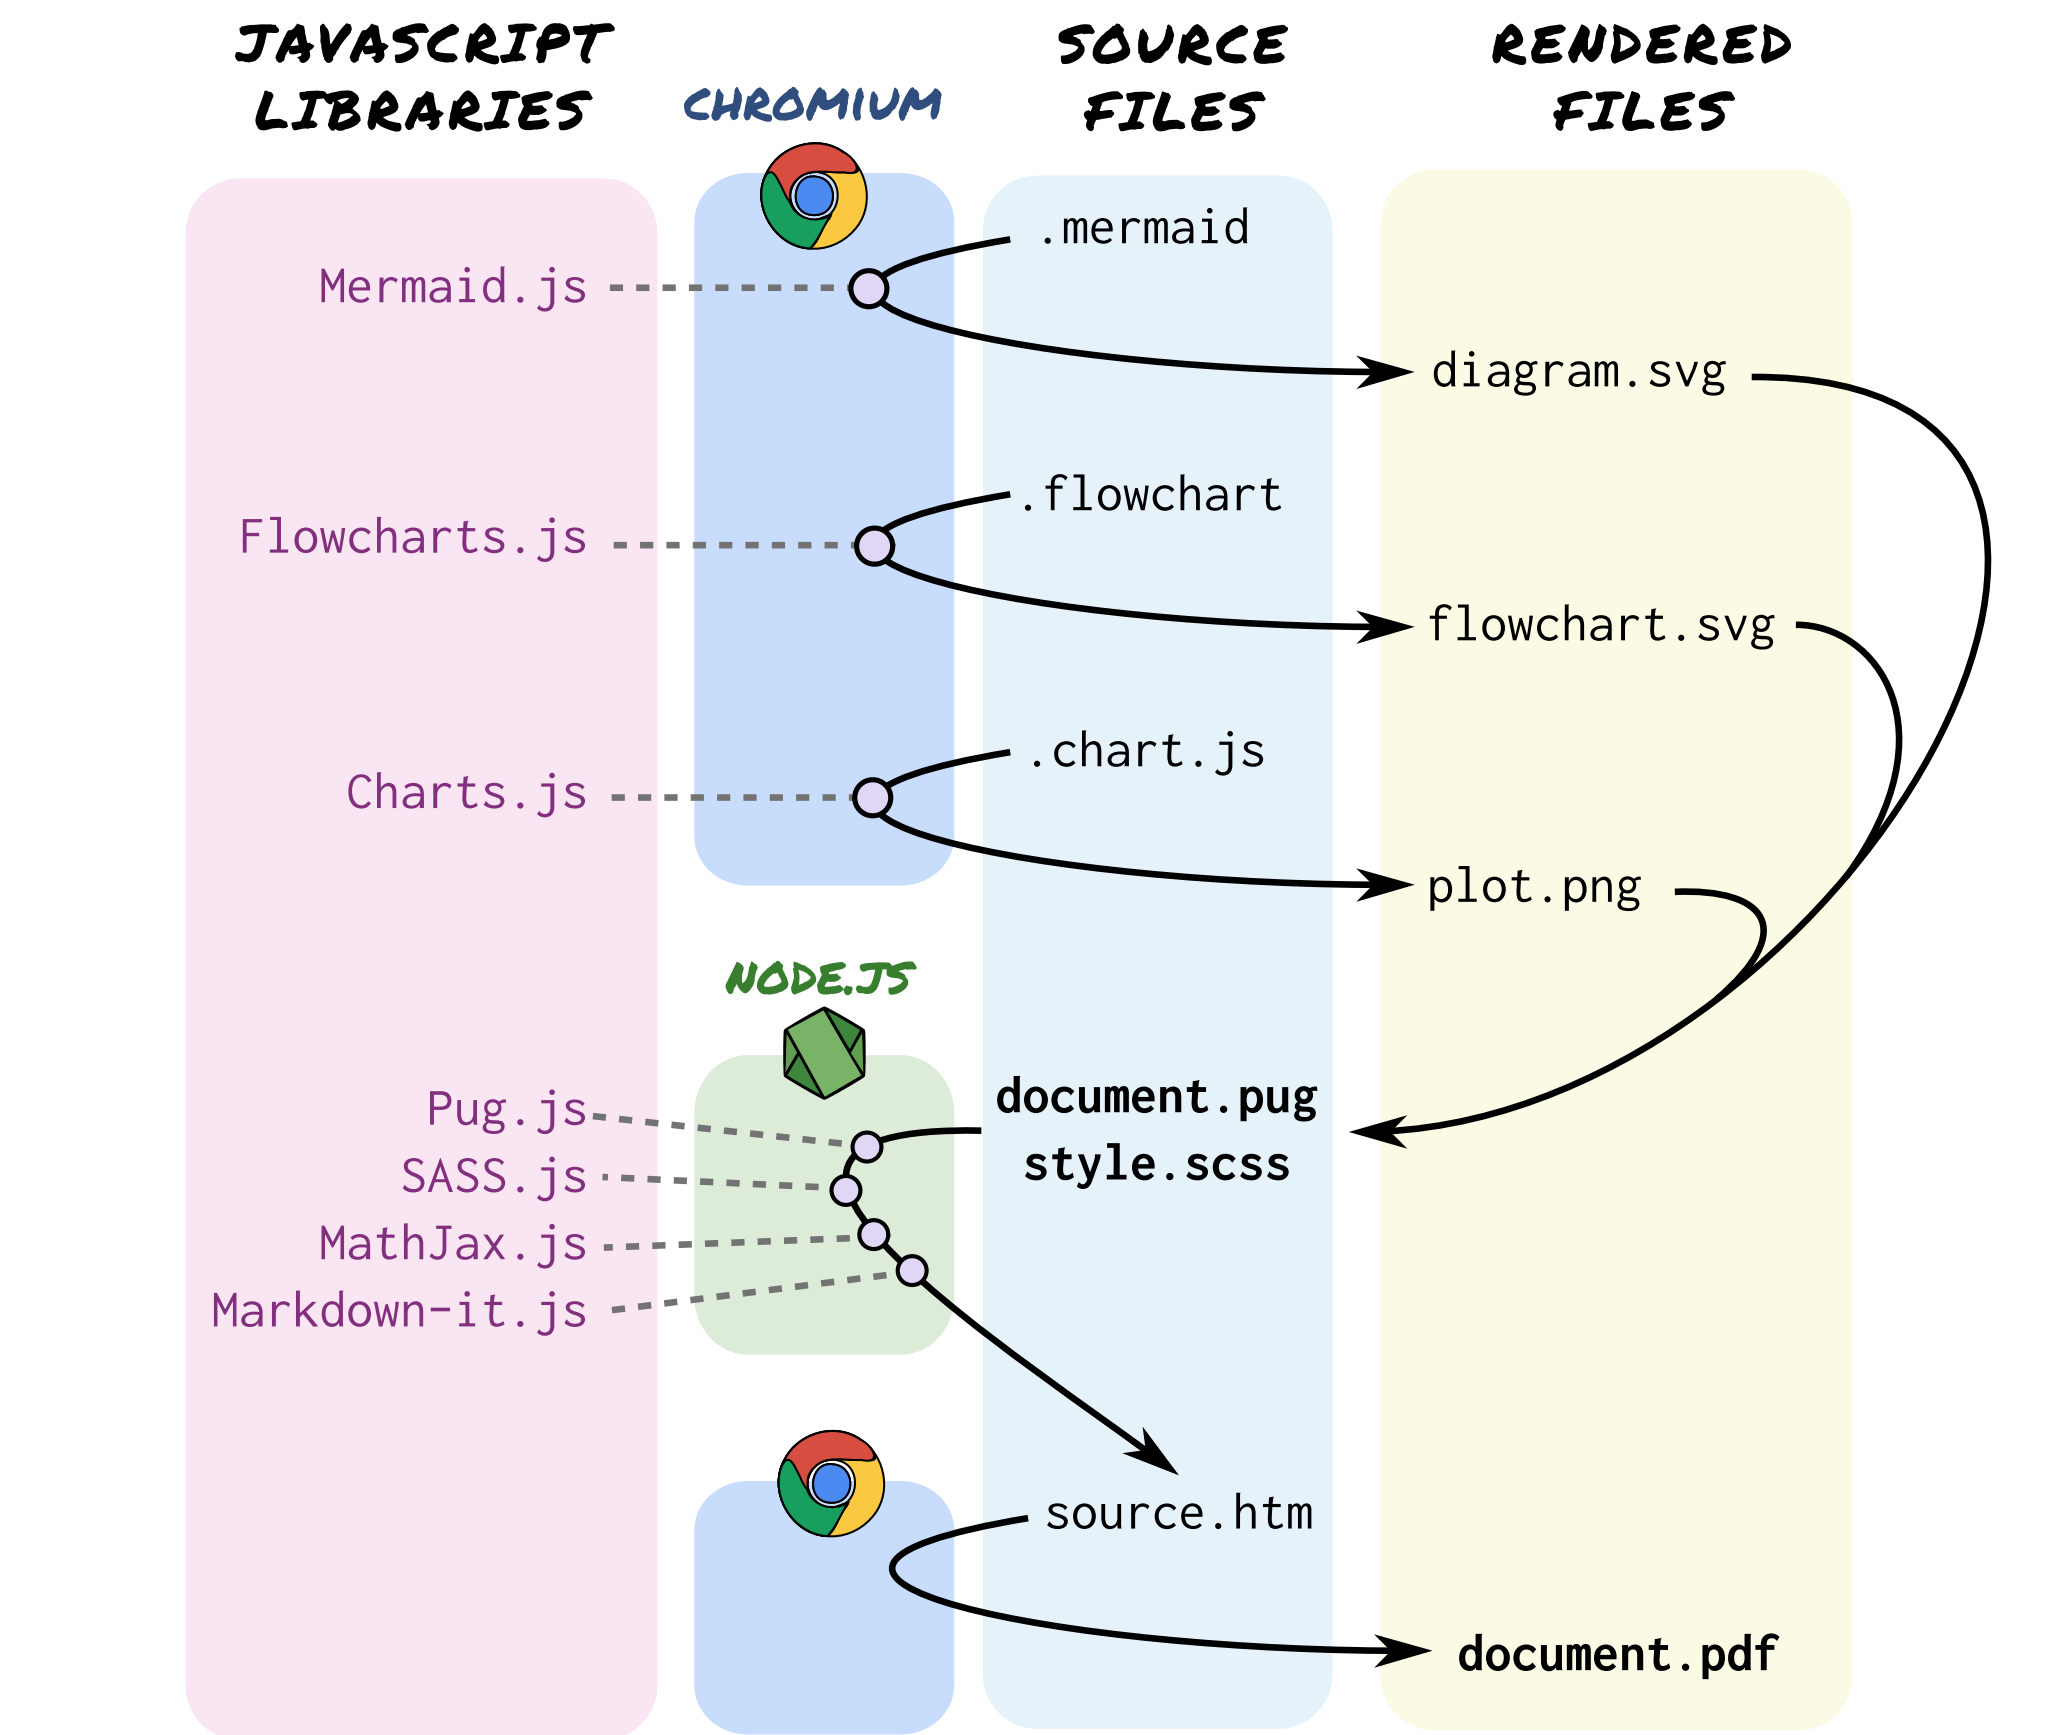 JAVASCRIPT
LIBRARIES
CHROMIUM
SOURCE
FILES
RENDERED
FILES
.mermaid
Mermaid.js
diagram.svg
.flowchart
Flowcharts.js
flowchart.svg
.chart.js
Charts.js
plot.png
NODE.JS
document.pug
style.scss
Pug.js
SASS.js
MathJax.js
Markdown-it.js
source.htm
document.pdf